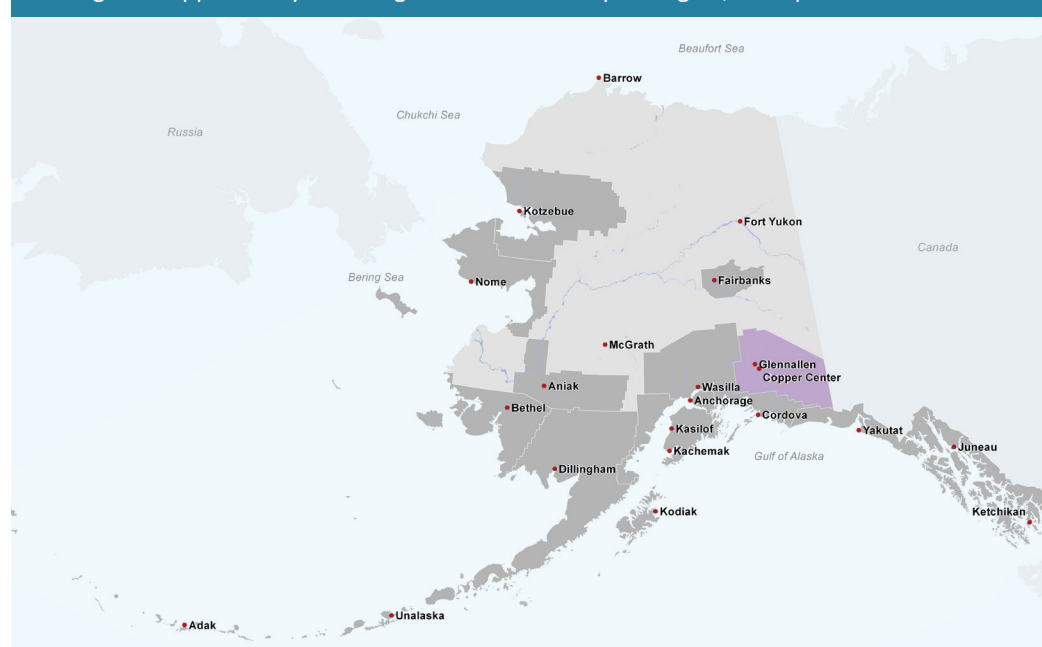 Beaufort Sea
Barrow
Chukchi Sea
Russia
Kotzebue
Fort Yukon
Canada
Bering Sea
Nome
Fairbanks
McGrath
Glennallen
Copper Center
Aniak
Wasilla
Anchorage
Bethel
Cordova
Kasilof
Yakutat
Kachemak
Gulf of Alaska
Juneau
Dillingham
Kodiak
Ketchikan
Unalaska
Adak